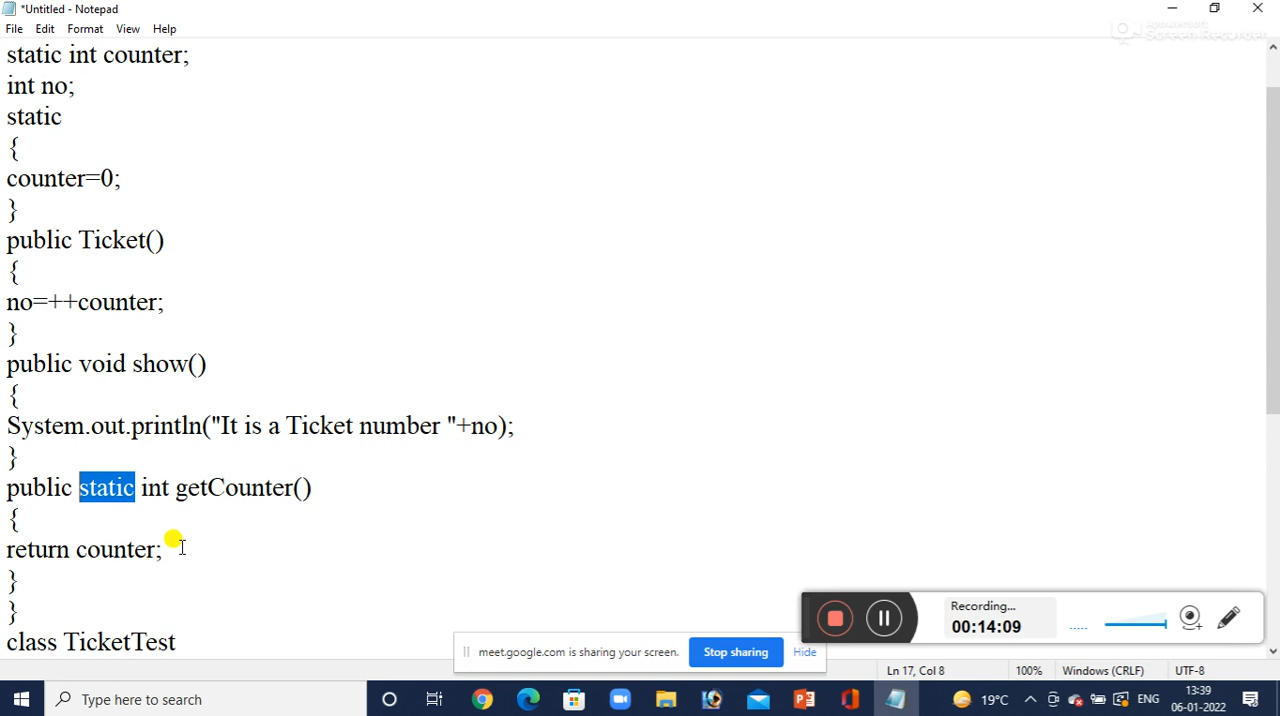 *Untitled - Notepad
File Edit Format View Help
Apowersoft
Screen Recorder
static int counter;
int no;
static
{
counter=0;
}
public Ticket()
{
no=++counter;
}
public void show()
{
System.out.println("It is a Ticket number "+no);
}
public static int getCounter()
{
return counter;
}
}
class TicketTest
Recording...
00:14:09
meet.google.com is sharing your screen. Stop sharing Hide
Ln 17, Col 8 100% Windows (CRLF) UTF-8
Type here to search
19°C ENG
13:39
06-01-2022